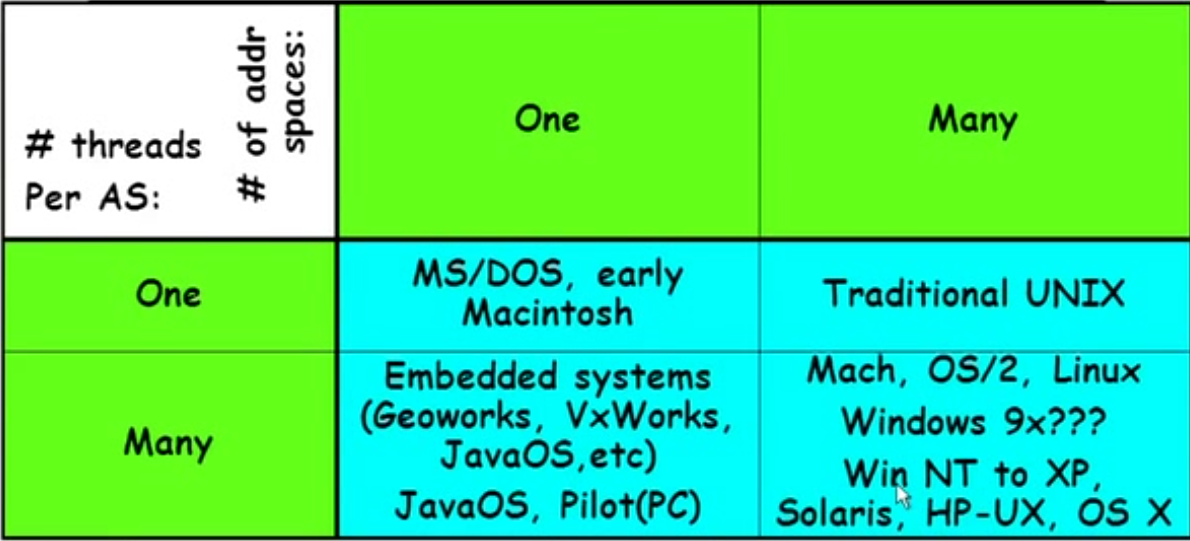 # threads
Per AS:
# of addr
spaces:
One
Many
One
MS/DOS, early
Macintosh
Traditional UNIX
Many
Embedded systems
(Geoworks, VxWorks,
JavaOS,etc)
JavaOS, Pilot(PC)
Mach, OS/2, Linux
Windows 9x???
Win NT to XP,
Solaris, HP-UX, OS X